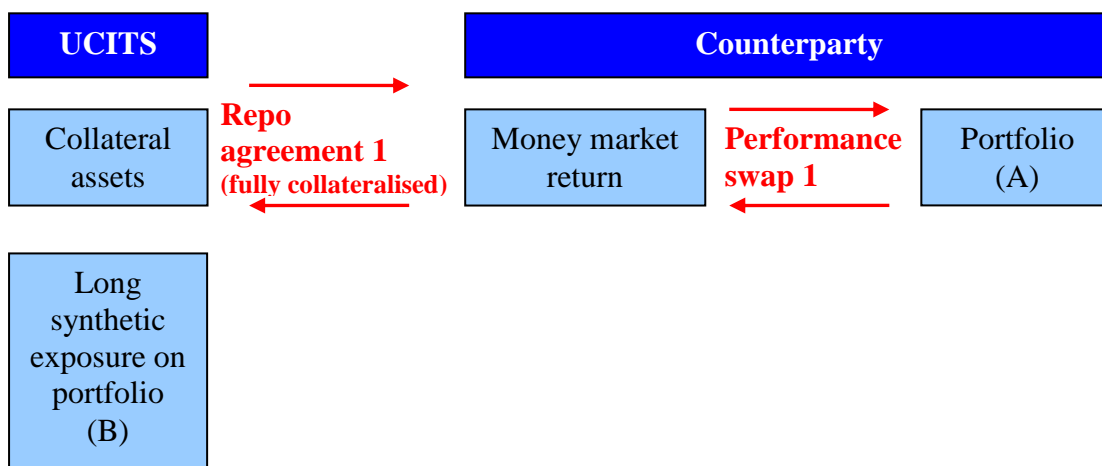 UCITS
Counterparty
Collateral
assets
Repo
agreement 1
(fully collateralised)
Money market
return
Performance
swap 1
Portfolio
(A)
Long
synthetic
exposure on
portfolio
(B)